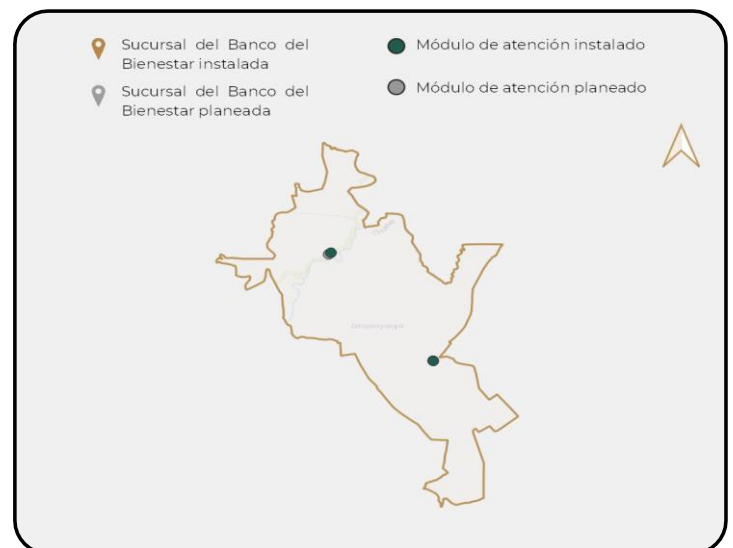 Sucursal del Banco del
Bienestar instalada
Módulo de atención instalado
Sucursal del Banco del
Bienestar planeada
Módulo de atención planeado